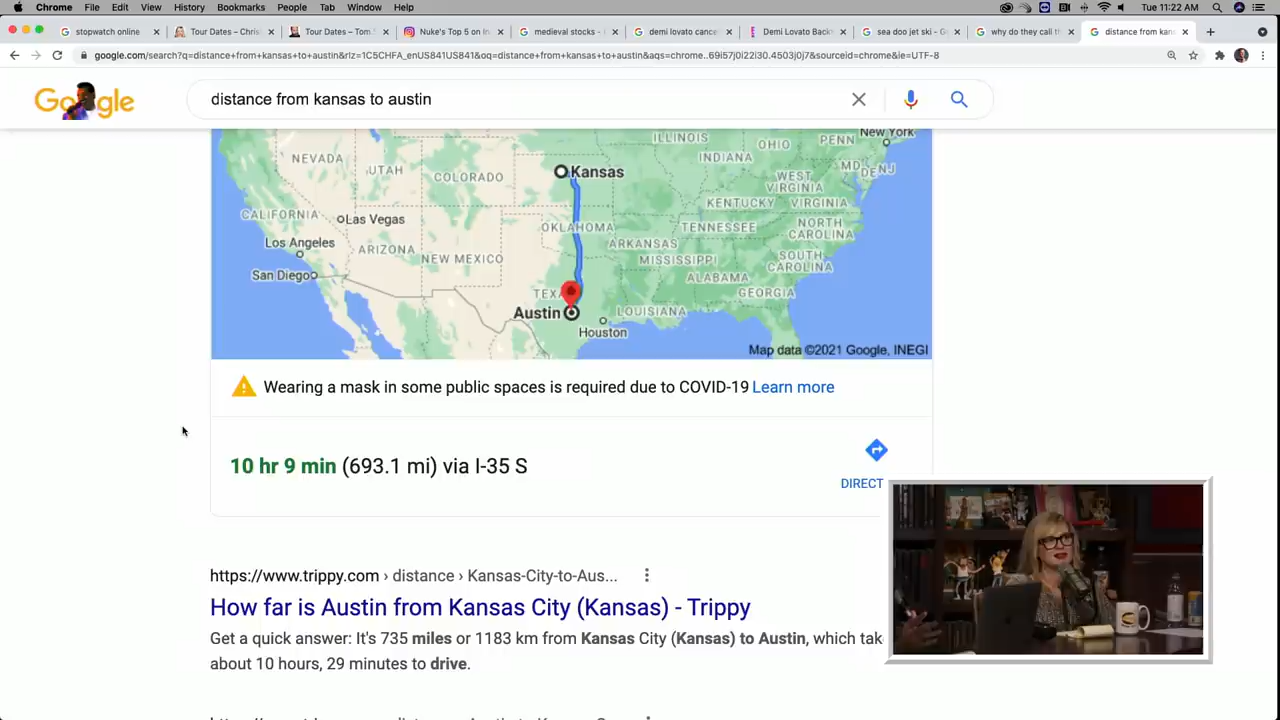 Chrome File Edit View History Bookmarks People Tab Window Help Tue 11:22 AM
stopwatch online × Tour Dates – Chris × Tour Dates – Tom S × Nuke's Top 5 on In × medieval stocks - × demi lovato cance × Demi Lovato Back × sea doo jet ski - G × why do they call th × distance from kans ×
google.com/search?q=distance+from+kansas+to+austin&rlz=1C5CHFA_enUS841US841&oq=distance+from+kansas+to+austin&aqs=chrome..69i57j0i22i30.4503j0j7&sourceid=chrome&ie=UTF-8
Google
distance from kansas to austin
ILLINOIS
OHIO
PENN
New York
NEVADA
UTAH
COLORADO
Kansas
INDIANA
MD
DE
NJ
WEST
VIRGINIA
KENTUCKY
VIRGINIA
CALIFORNIA
Las Vegas
OKLAHOMA
TENNESSEE
NORTH
CAROLINA
Los Angeles
ARIZONA
NEW MEXICO
ARKANSAS
MISSISSIPPI
SOUTH
CAROLINA
San Diego
ALABAMA
GEORGIA
TEXA
Austin
LOUISIANA
Houston
Map data ©2021 Google, INEGI
Wearing a mask in some public spaces is required due to COVID-19 Learn more
10 hr 9 min (693.1 mi) via I-35 S
DIRECT
https://www.trippy.com › distance › Kansas-City-to-Aus...
How far is Austin from Kansas City (Kansas) - Trippy
Get a quick answer: It's 735 miles or 1183 km from Kansas City (Kansas) to Austin, which tak
about 10 hours, 29 minutes to drive.